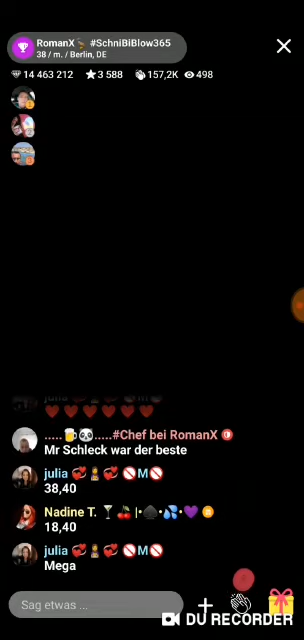 RomanX #SchniBiBlow365
38 / m. / Berlin, DE
14 463 212 3 588 157,2K 498
.....🍺🐼.....#Chef bei RomanX
Mr Schleck war der beste
julia 💞 🚫M🚫
38,40
Nadine T. 🍸🍒|•♠•💦•💜
18,40
julia 💞 🚫M🚫
Mega
Sag etwas ...
DU RECORDER